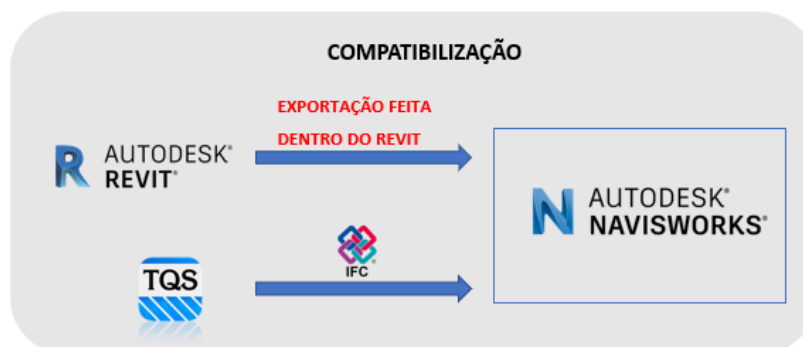 COMPATIBILIZAÇÃO
EXPORTAÇÃO FEITA
DENTRO DO REVIT
AUTODESK®
REVIT®
AUTODESK®
NAVISWORKS®
IFC
TQS